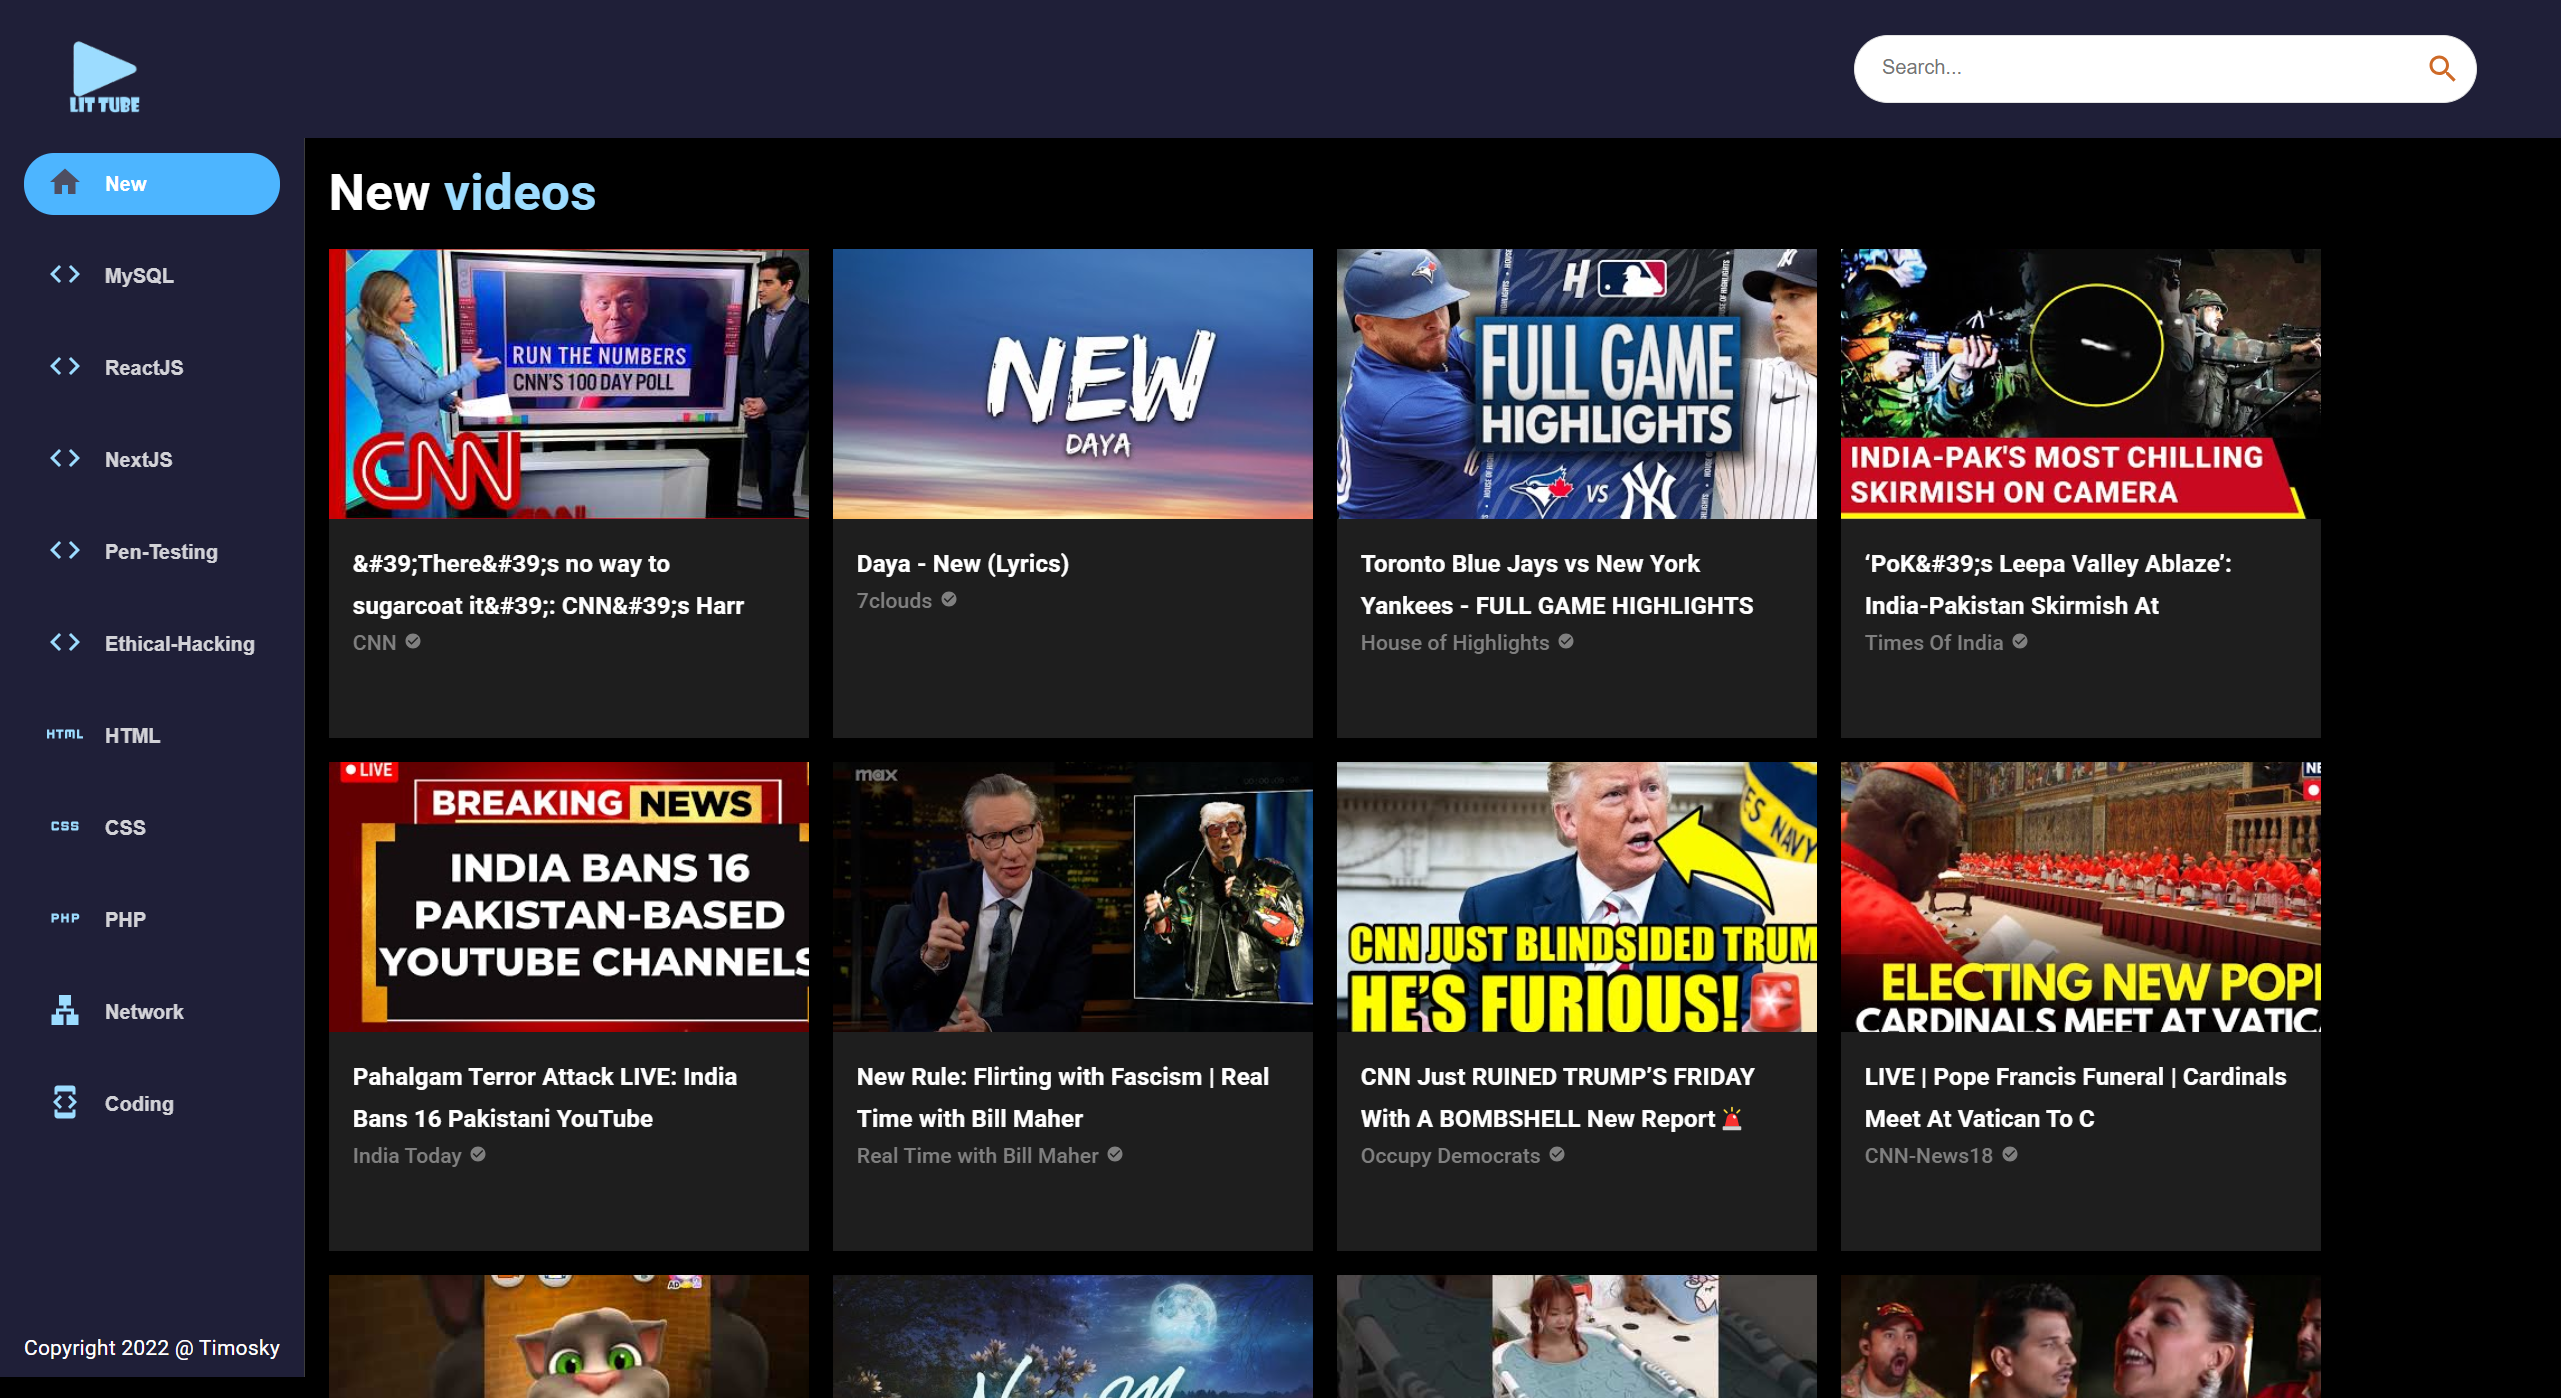 LIT TUBE
Search...
New
MySQL
ReactJS
NextJS
Pen-Testing
Ethical-Hacking
HTML
HTML
CSS
CSS
PHP
PHP
Network
Coding
Copyright 2022 @ Timosky
New videos
RUN THE NUMBERS
CNN'S 100 DAY POLL
CNN
&#39;There&#39;s no way to
sugarcoat it&#39;: CNN&#39;s Harr
CNN
NEW
DAYA
Daya - New (Lyrics)
7clouds
H
FULL GAME
HIGHLIGHTS
VS
Toronto Blue Jays vs New York
Yankees - FULL GAME HIGHLIGHTS
House of Highlights
INDIA-PAK'S MOST CHILLING
SKIRMISH ON CAMERA
‘PoK&#39;s Leepa Valley Ablaze’:
India-Pakistan Skirmish At
Times Of India
LIVE
BREAKING NEWS
INDIA BANS 16
PAKISTAN-BASED
YOUTUBE CHANNELS
Pahalgam Terror Attack LIVE: India
Bans 16 Pakistani YouTube
India Today
max
New Rule: Flirting with Fascism | Real
Time with Bill Maher
Real Time with Bill Maher
ES NAVY
CNN JUST BLINDSIDED TRUM
HE'S FURIOUS!
CNN Just RUINED TRUMP’S FRIDAY
With A BOMBSHELL New Report🚨
Occupy Democrats
NE
ELECTING NEW POPE
CARDINALS MEET AT VATICA
LIVE | Pope Francis Funeral | Cardinals
Meet At Vatican To C
CNN-News18
AD